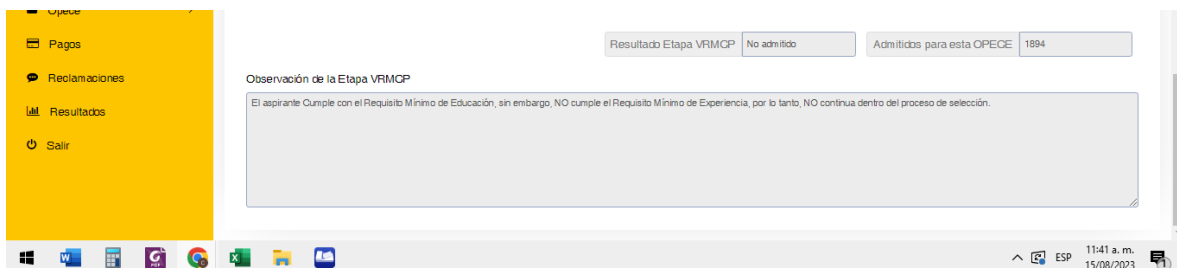 Opece
Pagos
Resultado Etapa VRMCP No admitido Admitidos para esta OPECE 1894
Reclamaciones
Observación de la Etapa VRMCP
El aspirante Cumple con el Requisito Mínimo de Educación, sin embargo, NO cumple el Requisito Mínimo de Experiencia, por lo tanto, NO continua dentro del proceso de selección.
Resultados
Salir
ESP
11:41 a. m.
15/08/2023
1